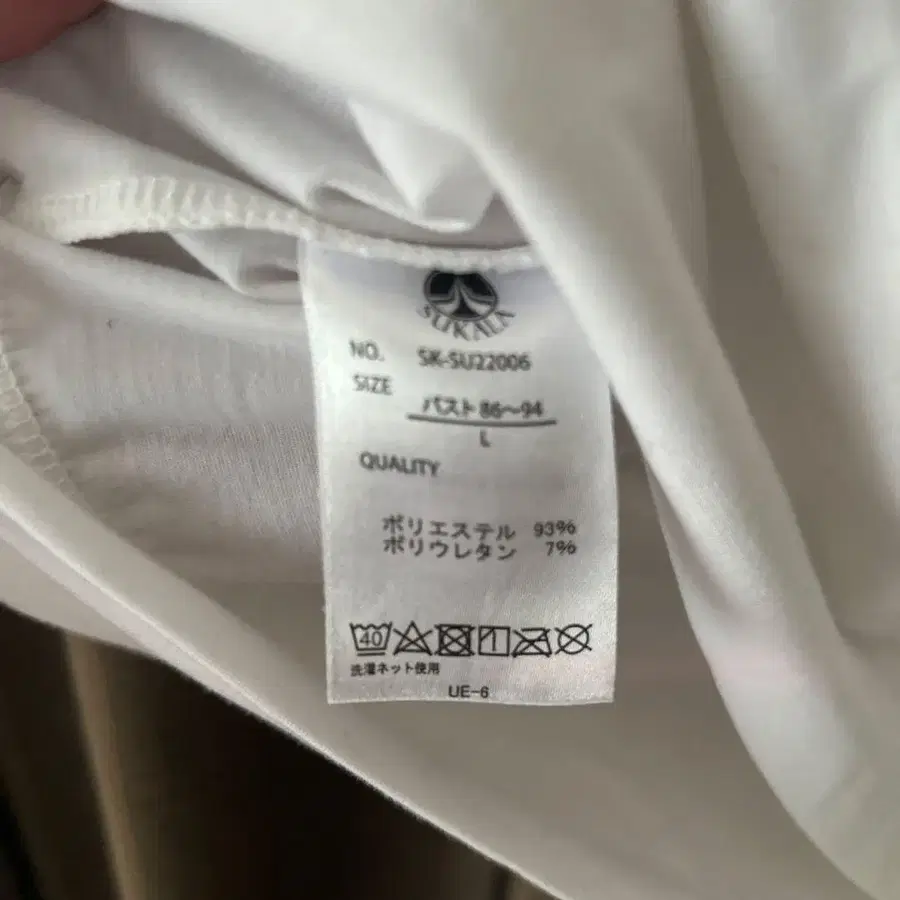 SUKALA
NO. SK-SU22006
SIZE
バスト 86〜94
L
QUALITY
ポリエステル 93%
ポリウレタン 7%
40
洗濯ネット使用
UE-6